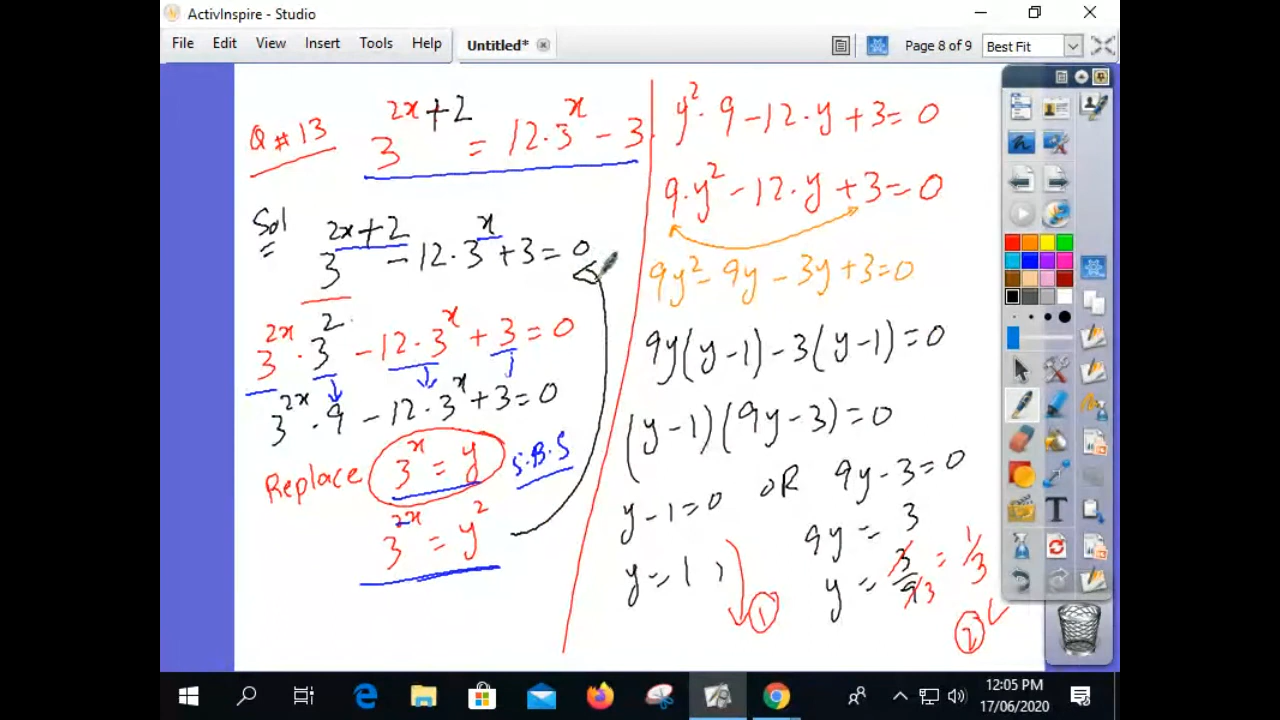 ActivInspire - Studio
File Edit View Insert Tools Help Untitled* Page 8 of 9 Best Fit
Q # 13 3^{2x+2} = 12·3^x - 3
Sol =
3^{2x+2} - 12·3^x + 3 = 0
3^{2x}·3^2 - 12·3^x + 3 = 0
3^{2x}·9 - 12·3^x + 3 = 0
Replace 3^x = y S.B.S
3^{2x} = y^2
y^2·9 - 12·y + 3 = 0
9·y^2 - 12·y + 3 = 0
9y^2 - 9y - 3y + 3 = 0
9y(y-1) - 3(y-1) = 0
(y-1)(9y-3) = 0
y-1=0 OR 9y-3=0
9y = 3
y = 1, ① y = 3/9 3 = 1/3
②
12:05 PM
17/06/2020